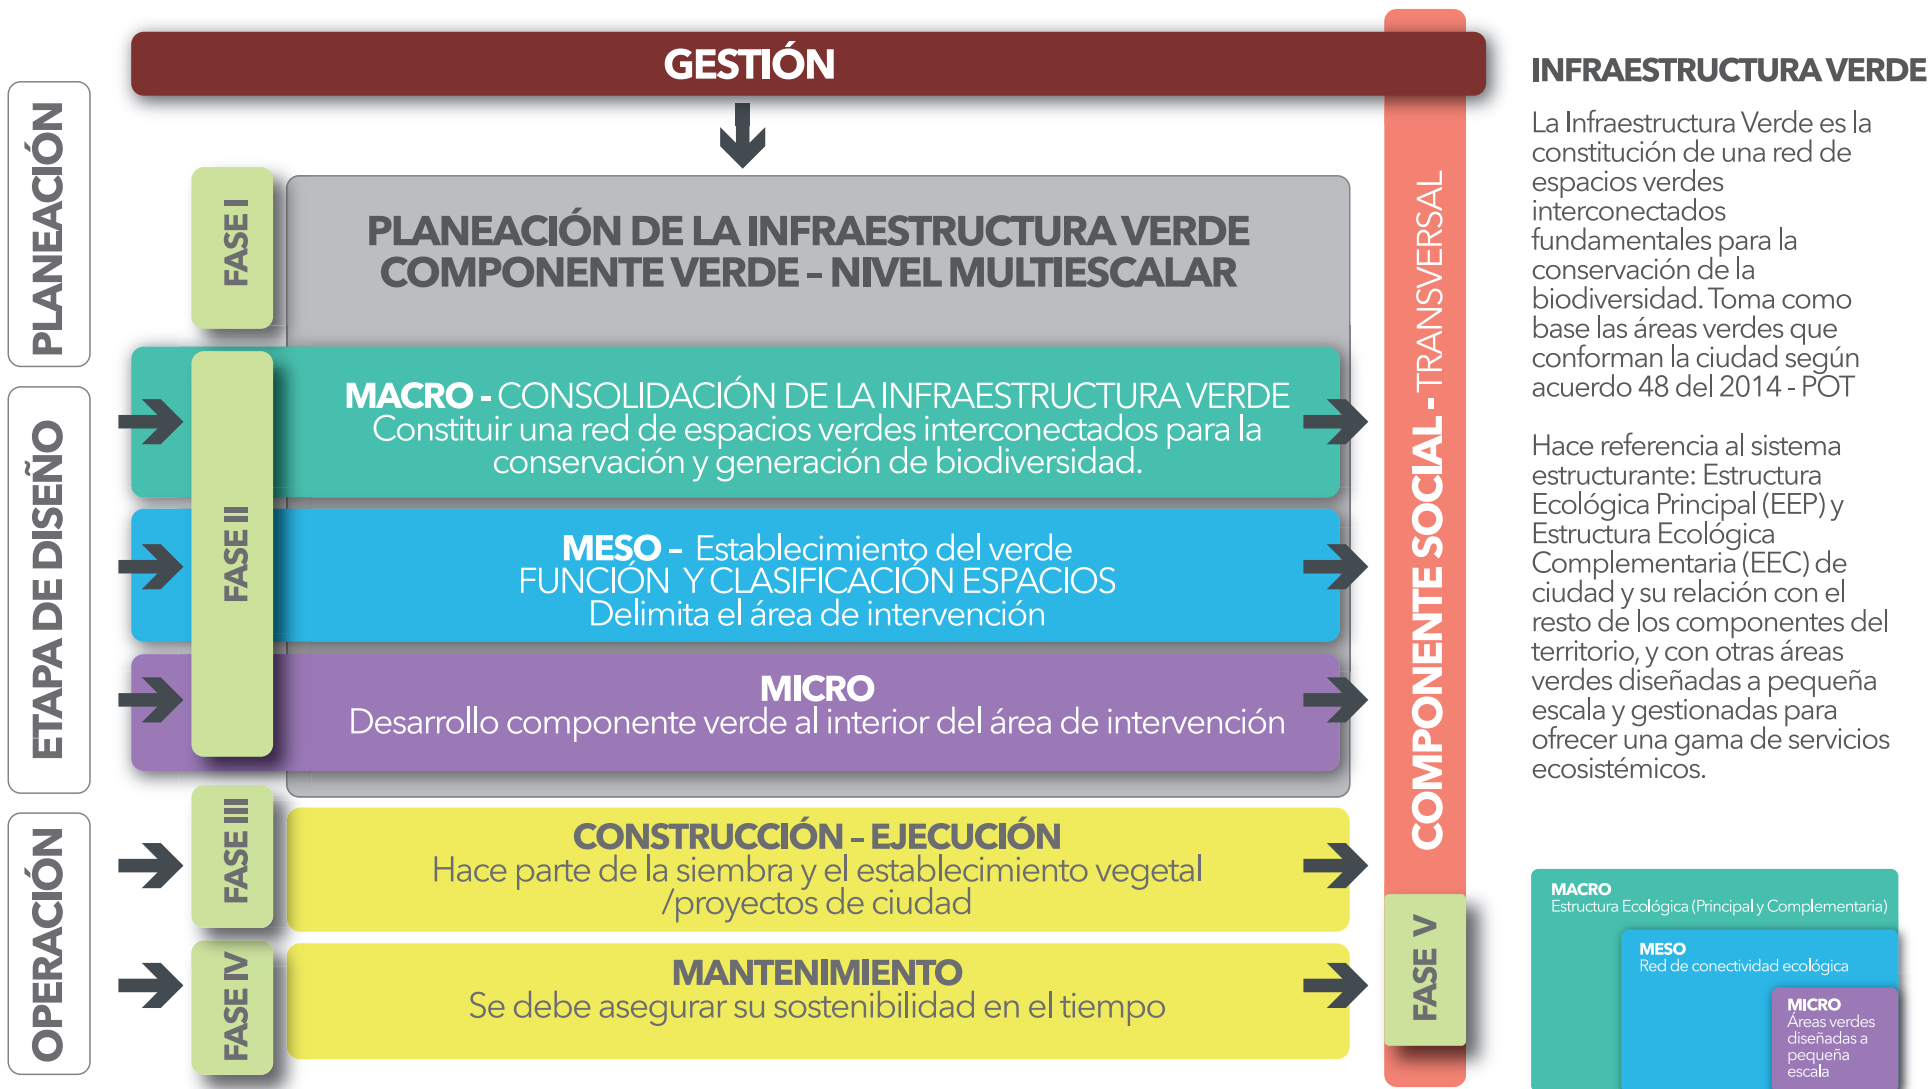 GESTIÓN
PLANEACIÓN
FASE I
PLANEACIÓN DE LA INFRAESTRUCTURA VERDE
COMPONENTE VERDE – NIVEL MULTIESCALAR
ETAPA DE DISEÑO
FASE II
MACRO - CONSOLIDACIÓN DE LA INFRAESTRUCTURA VERDE
Constituir una red de espacios verdes interconectados para la
conservación y generación de biodiversidad.
MESO – Establecimiento del verde
FUNCIÓN Y CLASIFICACIÓN ESPACIOS
Delimita el área de intervención
MICRO
Desarrollo componente verde al interior del área de intervención
OPERACIÓN
FASE III
CONSTRUCCIÓN – EJECUCIÓN
Hace parte de la siembra y el establecimiento vegetal
/proyectos de ciudad
FASE IV
MANTENIMIENTO
Se debe asegurar su sostenibilidad en el tiempo
COMPONENTE SOCIAL - TRANSVERSAL
FASE V
INFRAESTRUCTURA VERDE
La Infraestructura Verde es la
constitución de una red de
espacios verdes
interconectados
fundamentales para la
conservación de la
biodiversidad. Toma como
base las áreas verdes que
conforman la ciudad según
acuerdo 48 del 2014 - POT
Hace referencia al sistema
estructurante: Estructura
Ecológica Principal (EEP) y
Estructura Ecológica
Complementaria (EEC) de
ciudad y su relación con el
resto de los componentes del
territorio, y con otras áreas
verdes diseñadas a pequeña
escala y gestionadas para
ofrecer una gama de servicios
ecosistémicos.
MACRO
Estructura Ecológica (Principal y Complementaria)
MESO
Red de conectividad ecológica
MICRO
Áreas verdes
diseñadas a
pequeña
escala